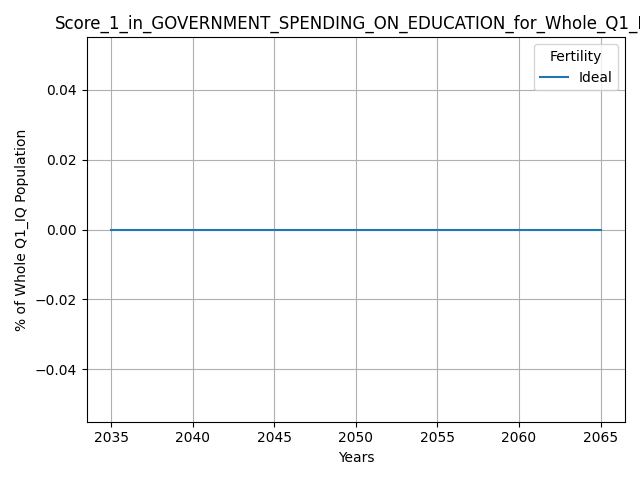 Score_1_in_GOVERNMENT_SPENDING_ON_EDUCATION_for_Whole_Q1_I
Fertility
Ideal
0.04
0.02
0.00
−0.02
−0.04
% of Whole Q1_IQ Population
2035 2040 2045 2050 2055 2060 2065
Years